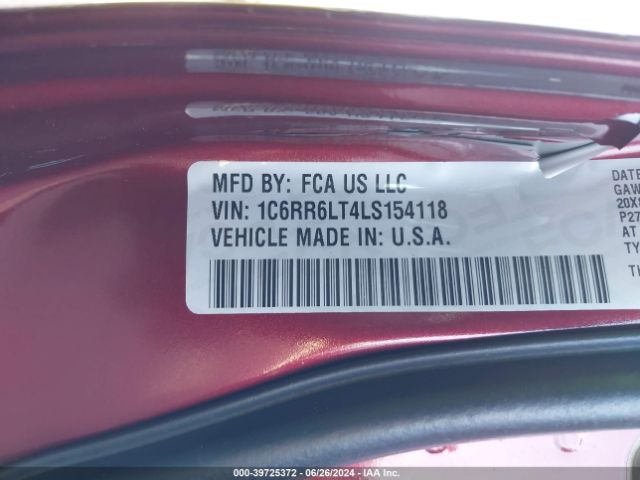 MFD BY: FCA US LLC
VIN: 1C6RR6LT4LS154118
VEHICLE MADE IN: U.S.A.
DATE
GAW
P27
AT
TY
000-39725372 - 06/26/2024 - IAA Inc.